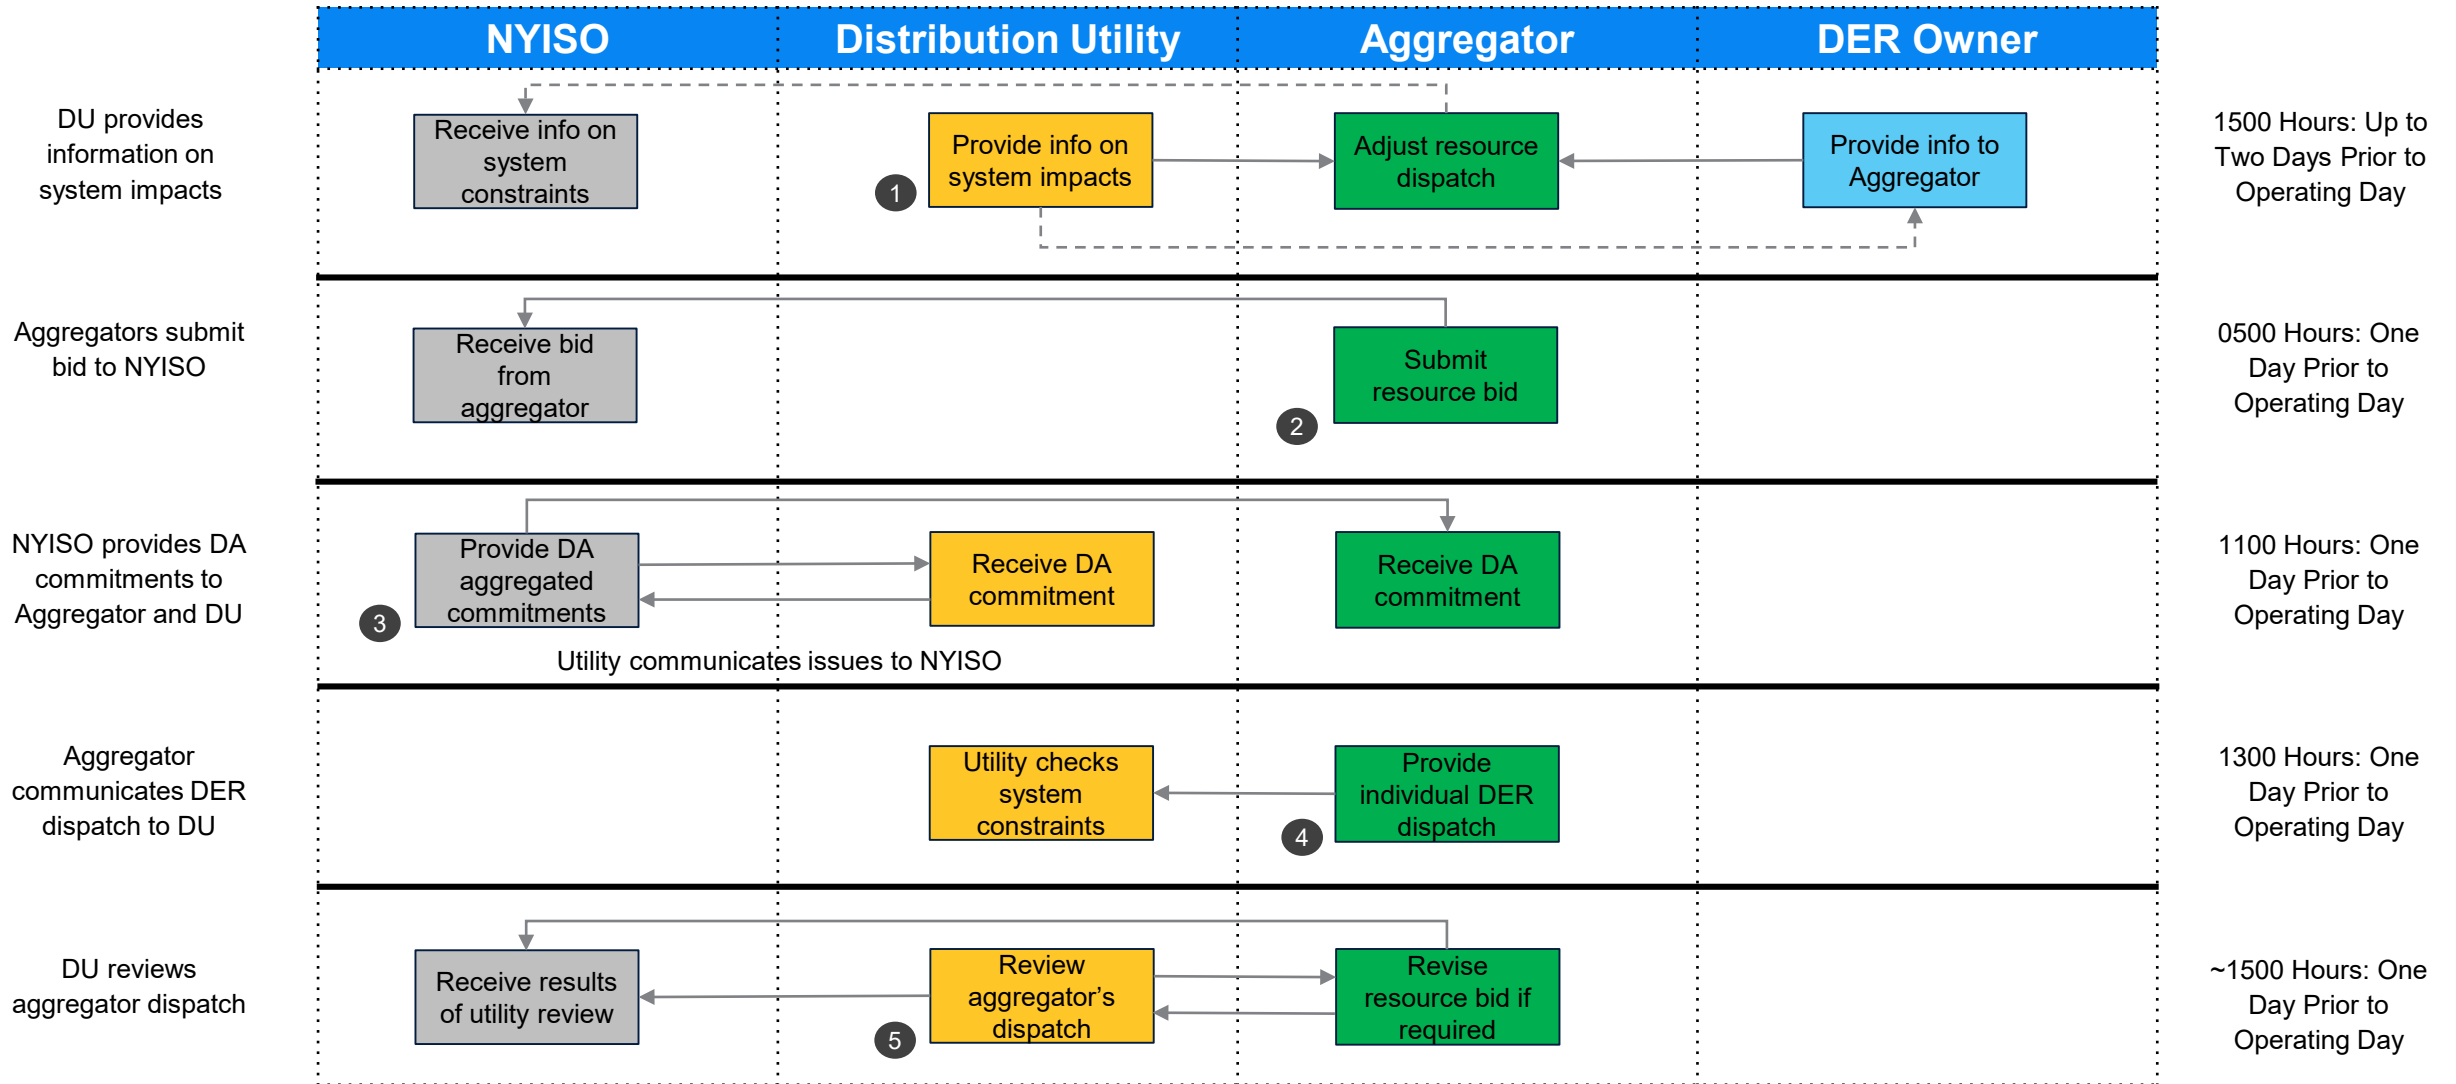 NYISO
Distribution Utility
Aggregator
DER Owner
DU provides
information on
system impacts
Receive info on
system
constraints
1
Provide info on
system impacts
Adjust resource
dispatch
Provide info to
Aggregator
1500 Hours: Up to
Two Days Prior to
Operating Day
Aggregators submit
bid to NYISO
Receive bid
from
aggregator
2
Submit
resource bid
0500 Hours: One
Day Prior to
Operating Day
NYISO provides DA
commitments to
Aggregator and DU
3
Provide DA
aggregated
commitments
Receive DA
commitment
Receive DA
commitment
Utility communicates issues to NYISO
1100 Hours: One
Day Prior to
Operating Day
Aggregator
communicates DER
dispatch to DU
Utility checks
system
constraints
4
Provide
individual DER
dispatch
1300 Hours: One
Day Prior to
Operating Day
DU reviews
aggregator dispatch
Receive results
of utility review
5
Review
aggregator’s
dispatch
Revise
resource bid if
required
~1500 Hours: One
Day Prior to
Operating Day